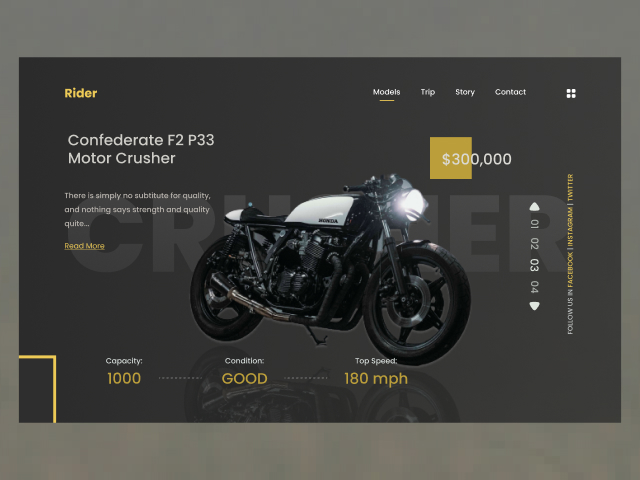 Rider
Models Trip Story Contact
Confederate F2 P33
Motor Crusher
$300,000
There is simply no subtitute for quality,
and nothing says strength and quality
quite...
Read More
CRUSHER
HONDA
01
02
03
04
FOLLOW US IN FACEBOOK | INSTAGRAM | TWITTER
Capacity:
1000
Condition:
GOOD
Top Speed:
180 mph